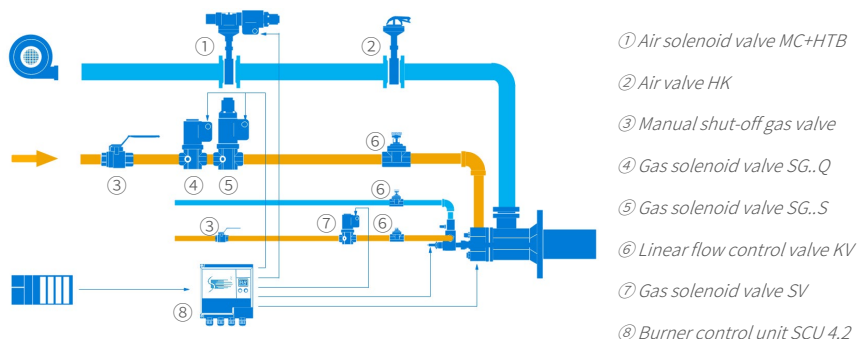 ① ②
① Air solenoid valve MC+HTB
② Air valve HK
③ Manual shut-off gas valve
④ Gas solenoid valve SG..Q
⑤ Gas solenoid valve SG..S
⑥ Linear flow control valve KV
⑦ Gas solenoid valve SV
⑧ Burner control unit SCU 4.2
⑥
③ ④ ⑤
⑥
③ ⑦ ⑥
⑧